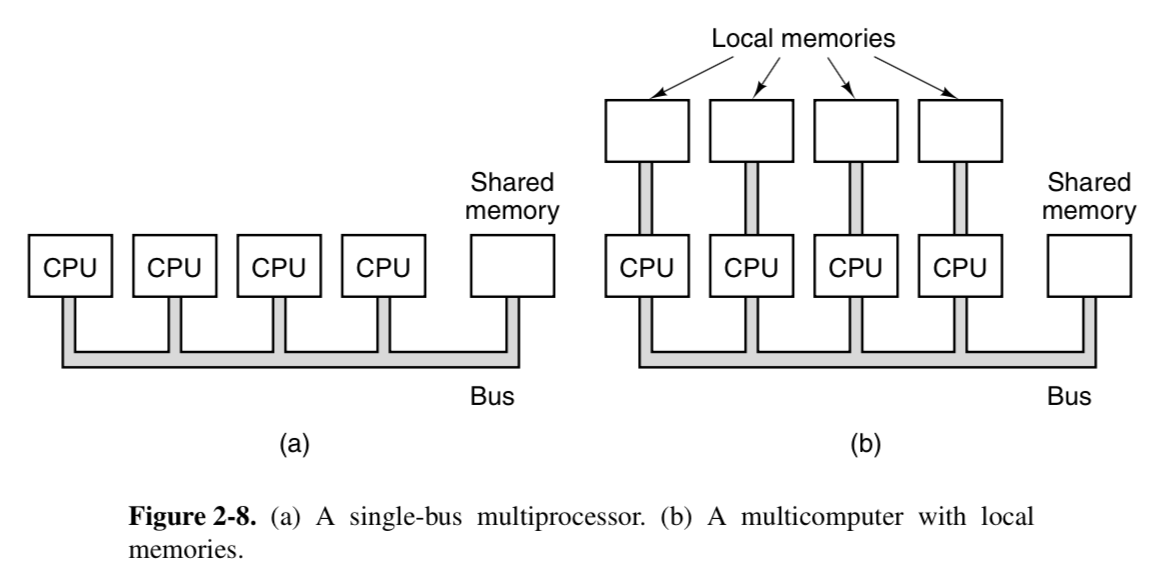 Local memories
Shared
memory
Shared
memory
CPU
CPU
CPU
CPU
CPU
CPU
CPU
CPU
Bus
Bus
(a)
(b)
Figure 2-8. (a) A single-bus multiprocessor. (b) A multicomputer with local
memories.